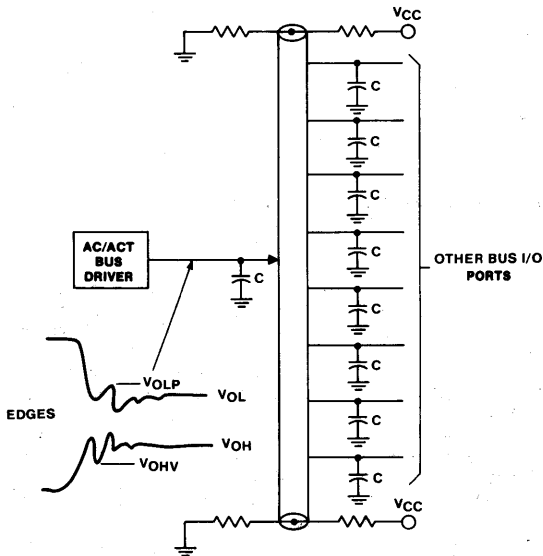 VCC
C
C
C
C
AC/ACT
BUS
DRIVER
C
OTHER BUS I/O
PORTS
C
VOLP
C
EDGES
VOL
C
VOH
VOHV
C
VCC